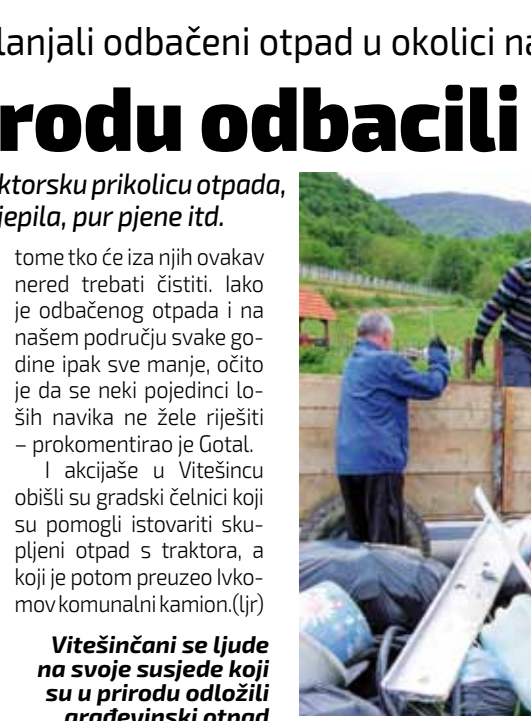 lanjali odbačeni otpad u okolici na
rodu odbacili
ktorsku prikolicu otpada,
jepila, pur pjene itd.
tome tko će iza njih ovakav
nered trebati čistiti. Iako
je odbačenog otpada i na
našem području svake go-
dine ipak sve manje, očito
je da se neki pojedinci lo-
ših navika ne žele riješiti
– prokomentirao je Gotal.
I akcijaše u Vitešincu
obišli su gradski čelnici koji
su pomogli istovariti sku-
pljeni otpad s traktora, a
koji je potom preuzeo Ivko-
mov komunalni kamion.(ljr)
Vitešinčani se ljude
na svoje susjede koji
su u prirodu odložili
građevinski otpad